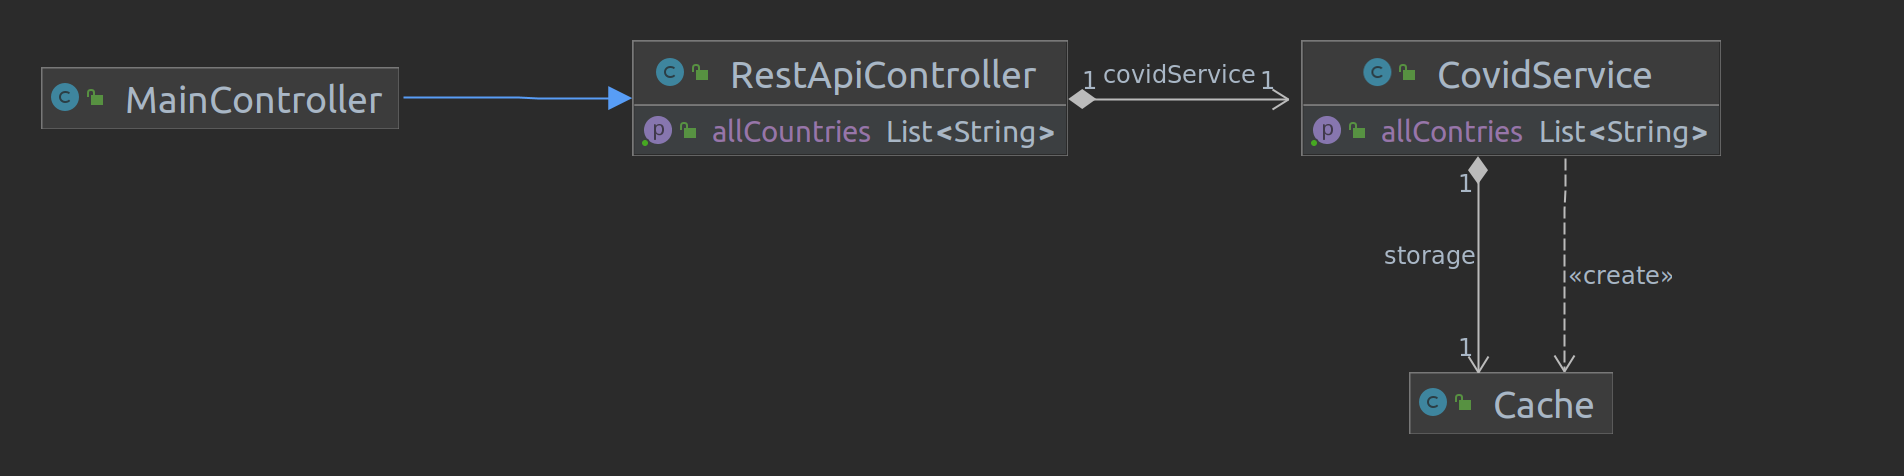 C MainController
C RestApiController
p allCountries List<String>
1 covidService 1
C CovidService
p allContries List<String>
1
storage
«create»
1
C Cache